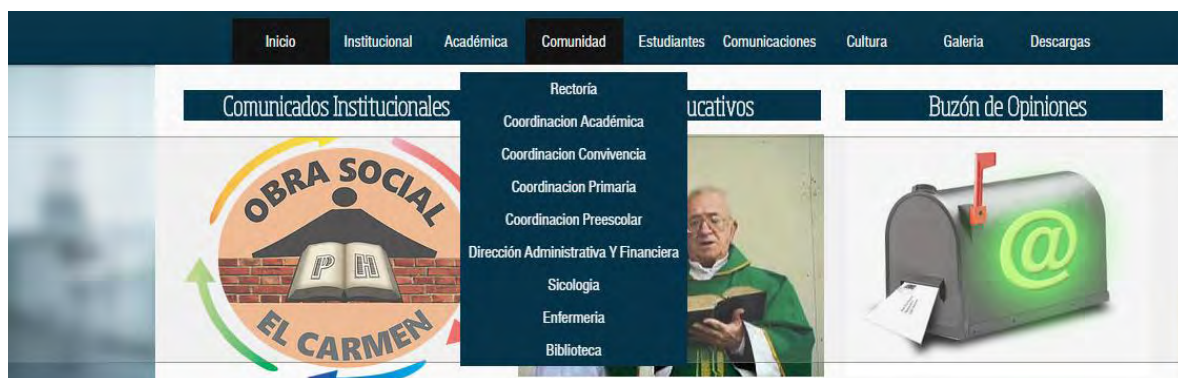 Inicio Institucional Académica Comunidad Estudiantes Comunicaciones Cultura Galeria Descargas
Comunicados Institucionales
ucativos
Buzón de Opiniones
Rectoría
Coordinacion Académica
Coordinacion Convivencia
Coordinacion Primaria
Coordinacion Preescolar
Dirección Administrativa Y Financiera
Sicologia
Enfermeria
Biblioteca
OBRA SOCIAL
PH
EL CARMEN
@